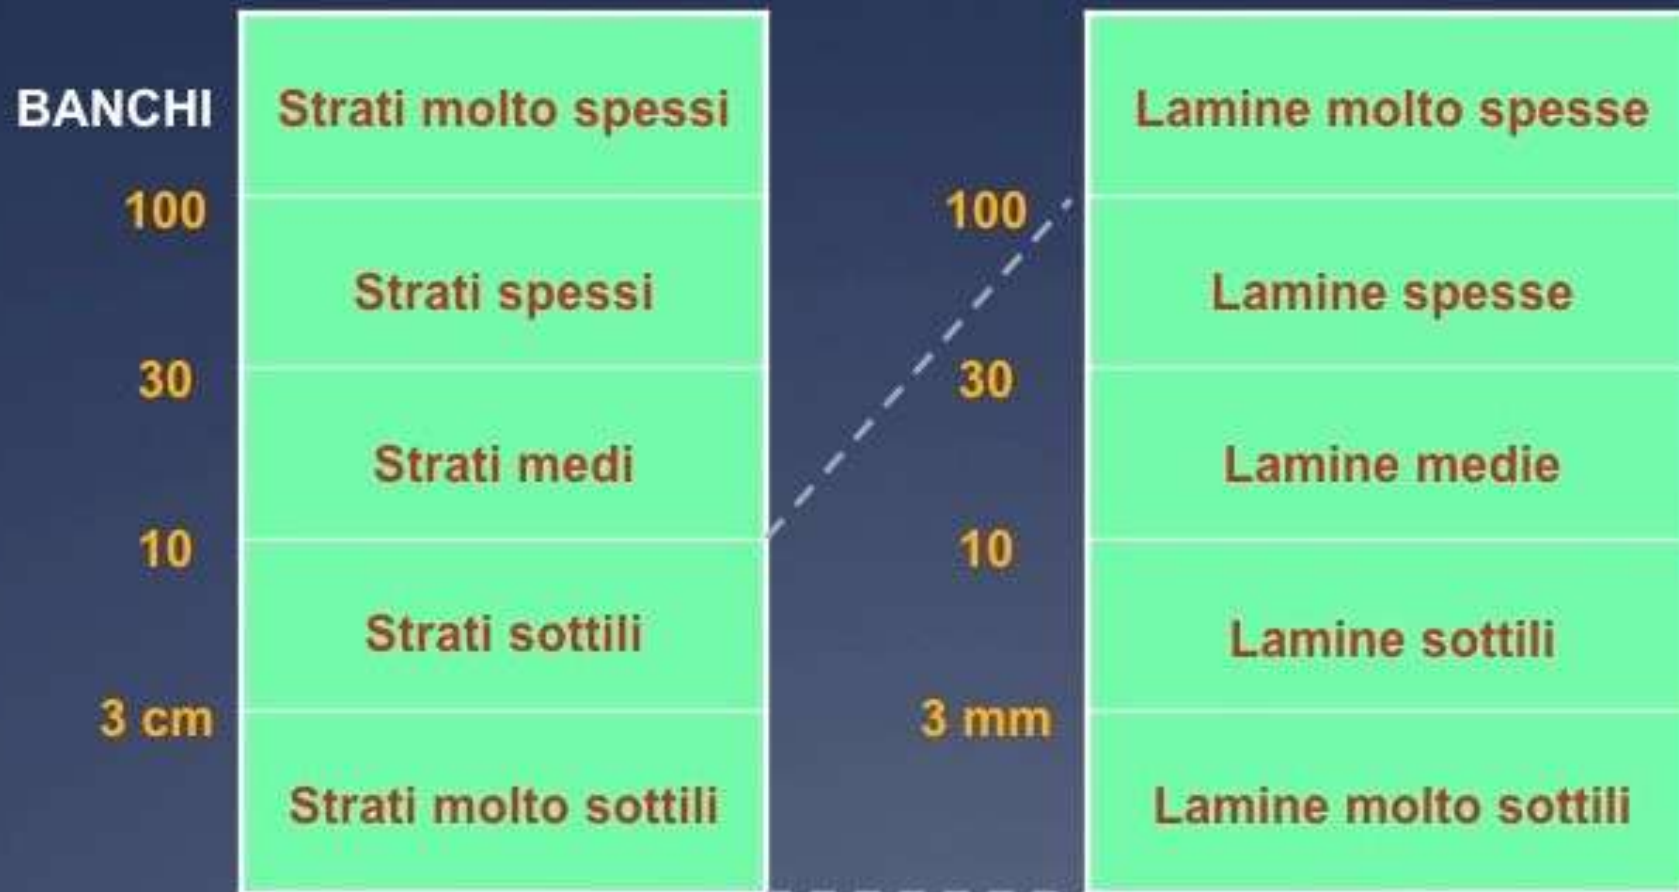 BANCHI Strati molto spessi Lamine molto spesse
100 100
Strati spessi Lamine spesse
30 30
Strati medi Lamine medie
10 10
Strati sottili Lamine sottili
3 cm 3 mm
Strati molto sottili Lamine molto sottili